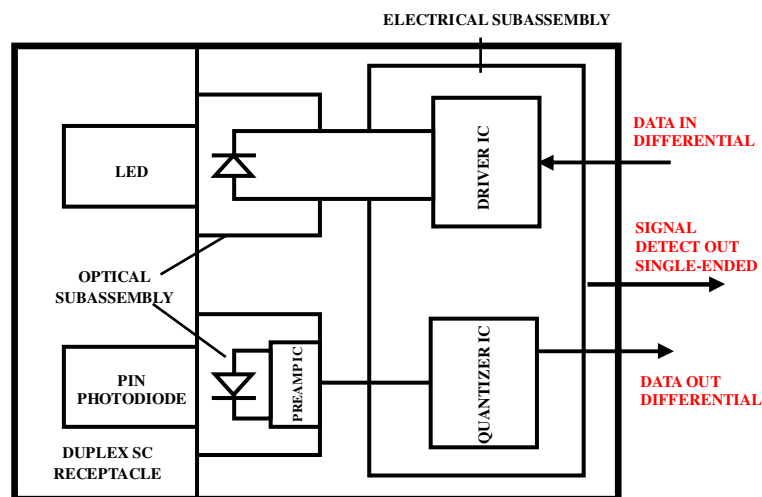 ELECTRICAL SUBASSEMBLY
DATA IN
DIFFERENTIAL
DRIVER IC
LED
SIGNAL
DETECT OUT
SINGLE-ENDED
OPTICAL
SUBASSEMBLY
QUANTIZER IC
PREAMP IC
PIN
PHOTODIODE
DATA OUT
DIFFERENTIAL
DUPLEX SC
RECEPTACLE